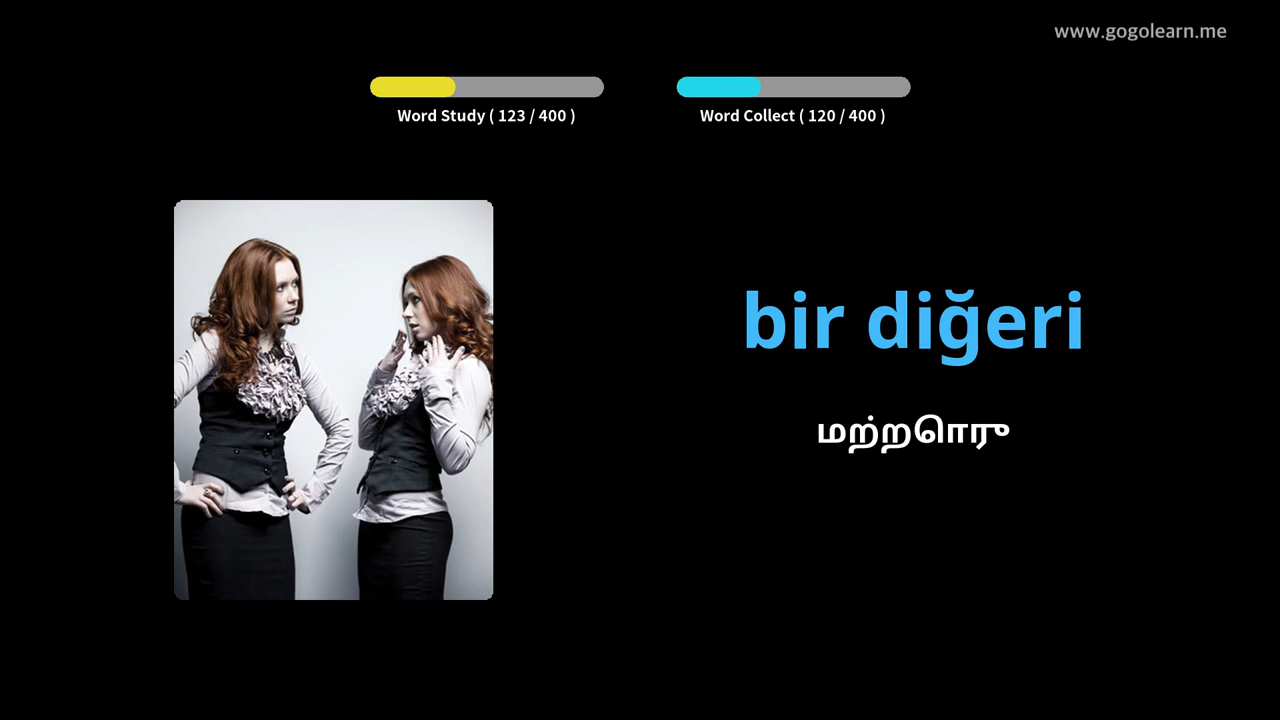 www.gogolearn.me
Word Study ( 123 / 400 )
Word Collect ( 120 / 400 )
bir diğeri
மற்றொரு